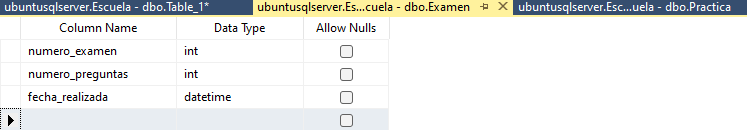 ubuntusqlserver.Escuela - dbo.Table_1* ubuntusqlserver.Es...cuela - dbo.Examen ubuntusqlserver.Esc...uela - dbo.Practica
Column Name Data Type Allow Nulls
numero_examen int
numero_preguntas int
fecha_realizada datetime